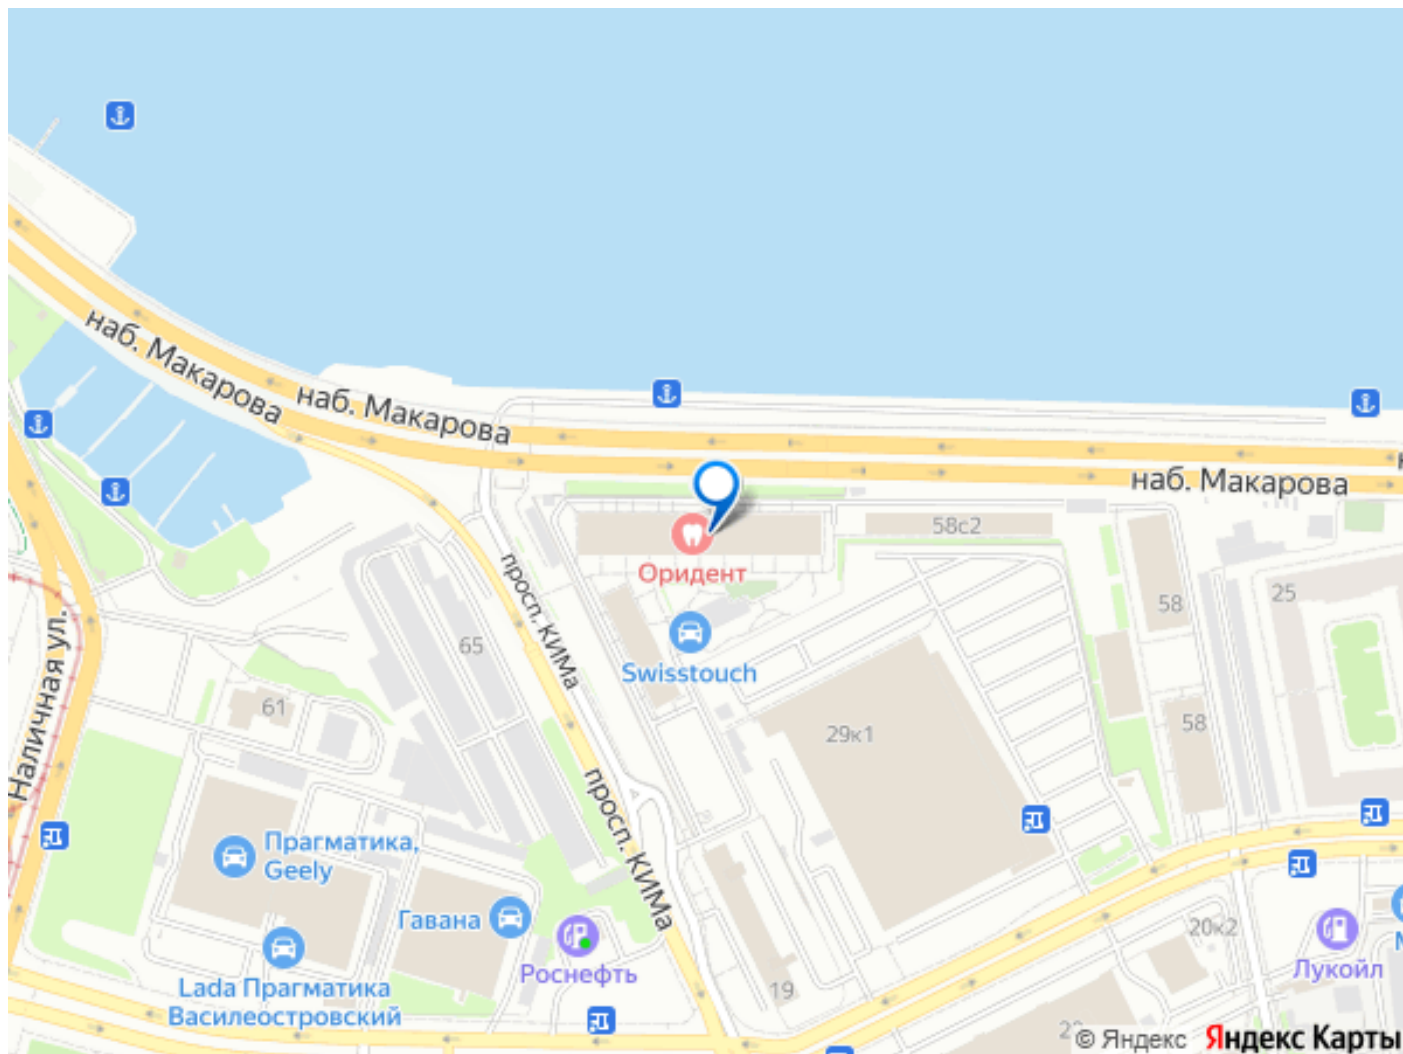 наб. Макарова
наб. Макарова
наб. Макарова
58с2
Оридент
просп. КИМа
25
58
65
Swisstouch
Наличная ул.
61
58
29к1
просп. КИМа
Прагматика,
Geely
Гавана
20к2
Роснефть
Лукойл
Lada Прагматика
Василеостровский
19
© Яндекс Яндекс Карты